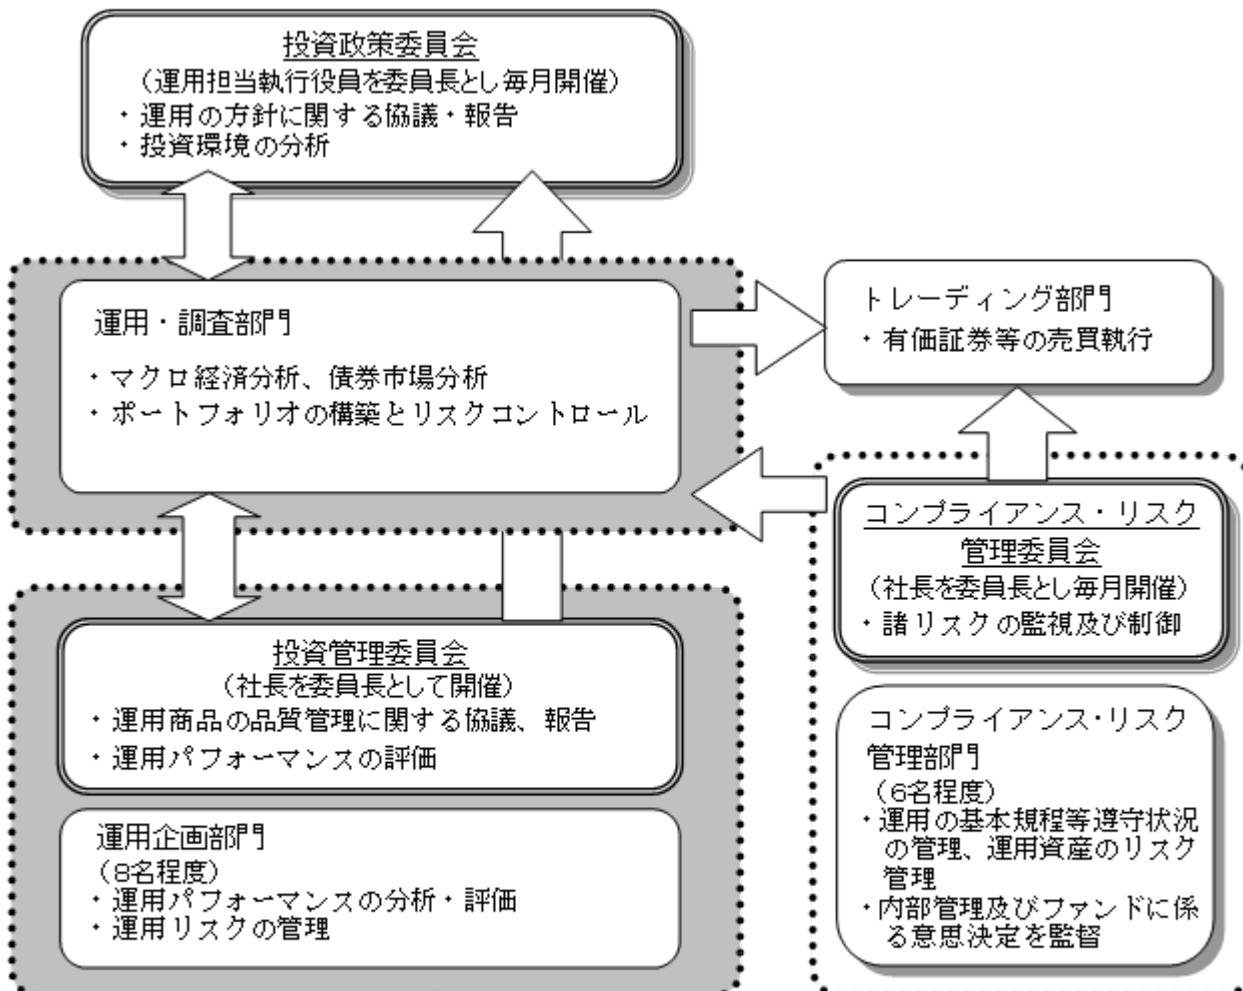 投資政策委員会
(運用担当執行役員を委員長とし毎月開催)
・運用の方針に関する協議・報告
・投資環境の分析
運用・調査部門
・マクロ経済分析、債券市場分析
・ポートフォリオの構築とリスクコントロール
トレーディング部門
・有価証券等の売買執行
コンプライアンス・リスク
管理委員会
(社長を委員長とし毎月開催)
・諸リスクの監視及び制御
投資管理委員会
(社長を委員長として開催)
・運用商品の品質管理に関する協議、報告
・運用パフォーマンスの評価
運用企画部門
(8名程度)
・運用パフォーマンスの分析・評価
・運用リスクの管理
コンプライアンス・リスク
管理部門
(6名程度)
・運用の基本規程等遵守状況
の管理、運用資産のリスク
管理
・内部管理及びファンドに係
る意思決定を監督